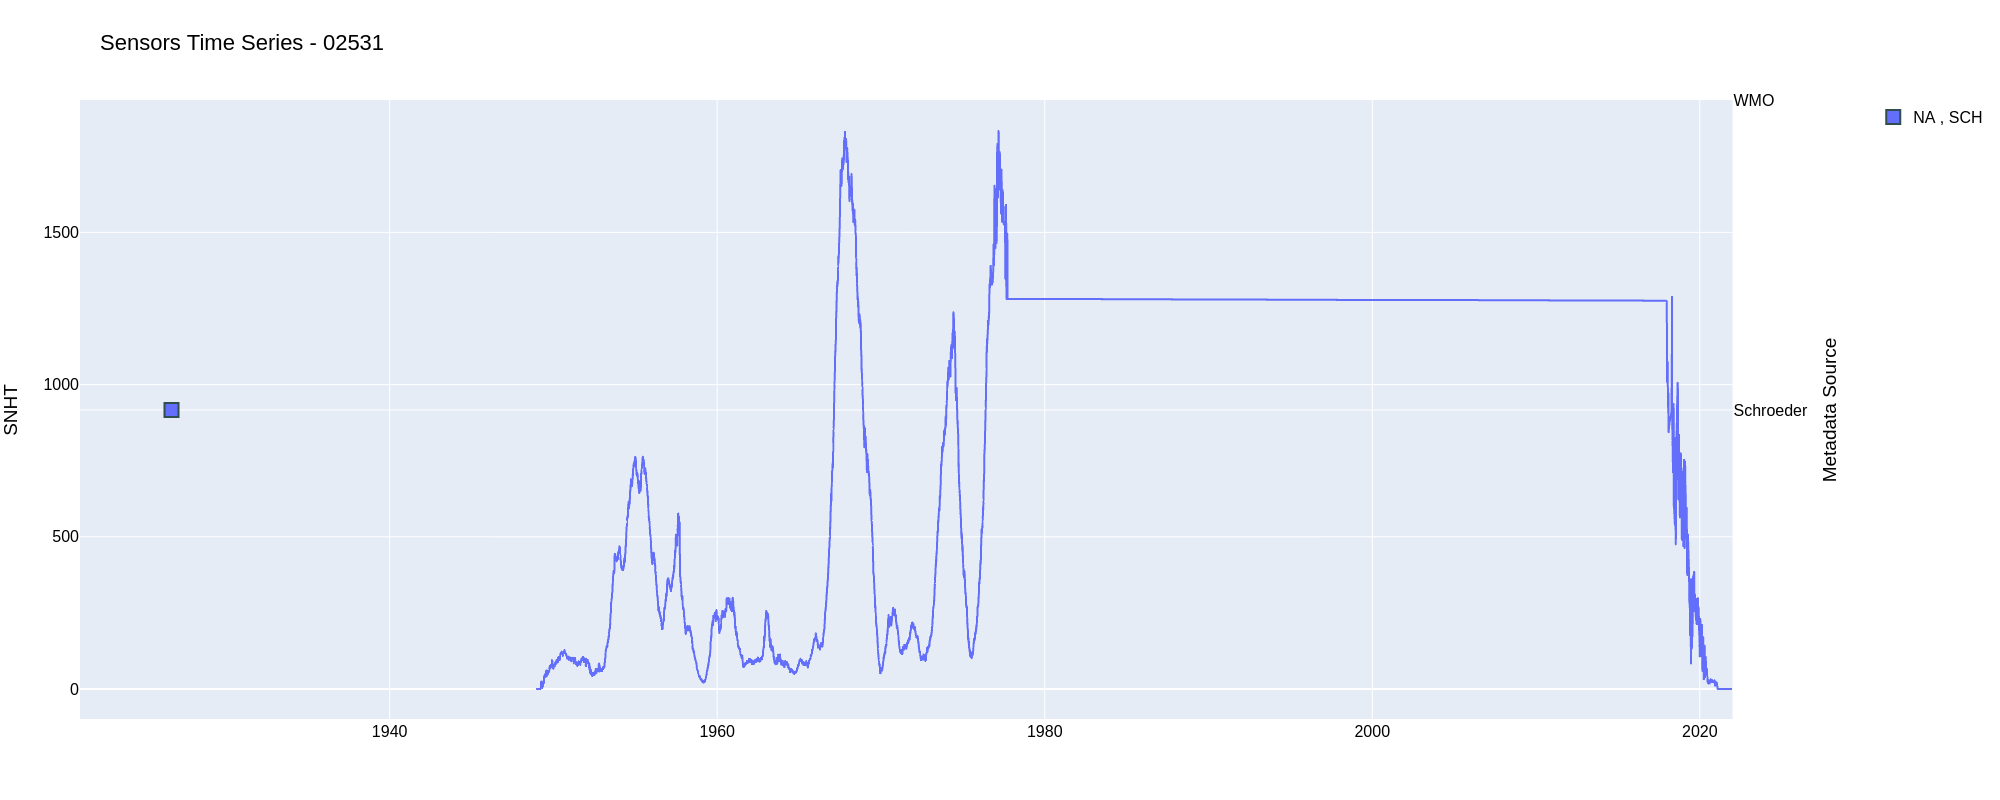 Sensors Time Series - 02531
WMO
NA , SCH
1500
1000
500
0
SNHT
Schroeder
Metadata Source
1940
1960
1980
2000
2020